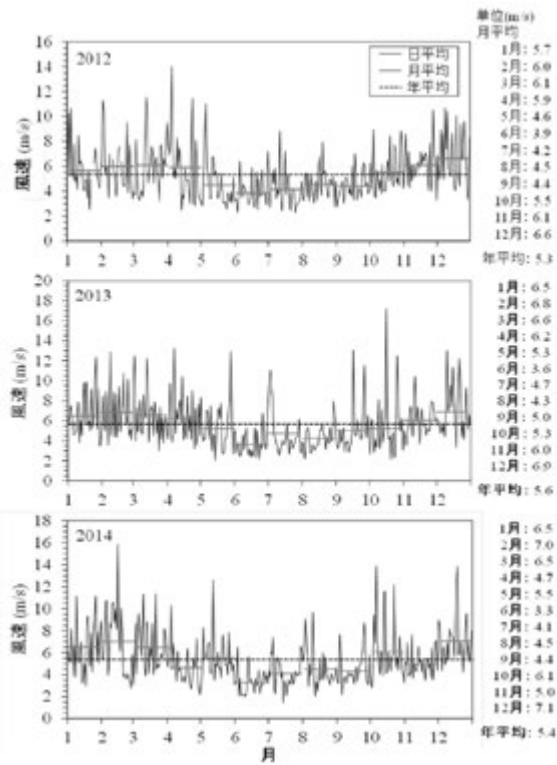 単位(m/s)
月平均
1月: 5.7
2月: 6.0
3月: 6.1
4月: 5.9
5月: 4.6
6月: 3.9
7月: 4.2
8月: 4.5
9月: 4.4
10月: 5.5
11月: 6.1
12月: 6.6
年平均: 5.3
2012
日平均
月平均
年平均
風速 (m/s)
16
14
12
10
8
6
4
2
0
1 2 3 4 5 6 7 8 9 10 11 12
2013
風速 (m/s)
20
18
16
14
12
10
8
6
4
2
0
1 2 3 4 5 6 7 8 9 10 11 12
1月: 6.5
2月: 6.8
3月: 6.6
4月: 6.2
5月: 5.3
6月: 3.6
7月: 4.7
8月: 4.3
9月: 5.0
10月: 5.3
11月: 6.0
12月: 6.9
年平均: 5.6
2014
風速 (m/s)
18
16
14
12
10
8
6
4
2
0
1 2 3 4 5 6 7 8 9 10 11 12
月
1月: 6.5
2月: 7.0
3月: 6.5
4月: 4.7
5月: 5.5
6月: 3.3
7月: 4.1
8月: 4.5
9月: 4.4
10月: 6.1
11月: 5.0
12月: 7.1
年平均: 5.4